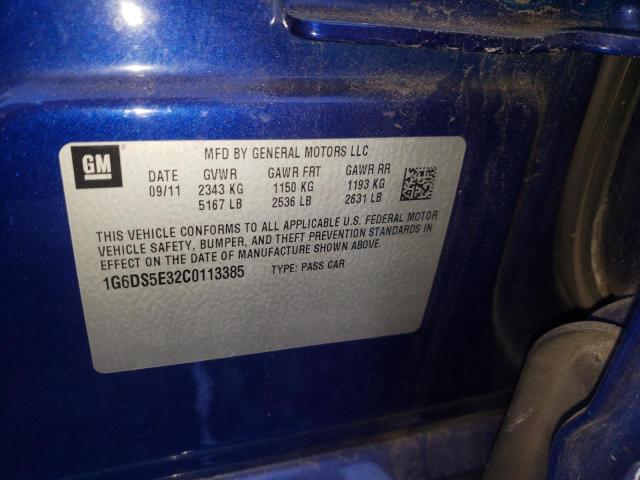 GM
MFD BY GENERAL MOTORS LLC
DATE GVWR GAWR FRT GAWR RR
09/11 2343 KG 1150 KG 1193 KG
5167 LB 2536 LB 2631 LB
THIS VEHICLE CONFORMS TO ALL APPLICABLE U.S. FEDERAL MOTOR
VEHICLE SAFETY, BUMPER, AND THEFT PREVENTION STANDARDS IN
EFFECT ON THE DATE OF MANUFACTURE SHOWN ABOVE.
1G6DS5E32C0113385 TYPE: PASS CAR